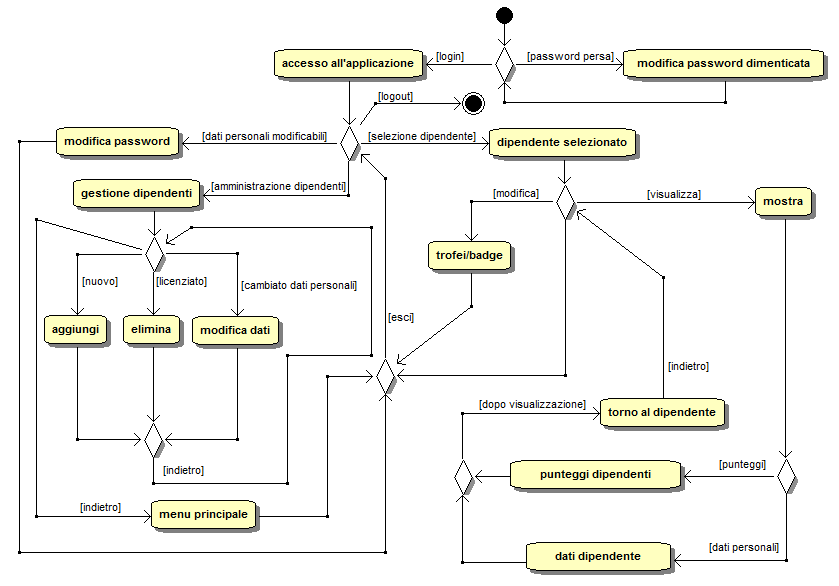 [login]
[password persa]
accesso all'applicazione
modifica password dimenticata
[logout]
[dati personali modificabili]
[selezione dipendente]
modifica password
dipendente selezionato
gestione dipendenti
[amministrazione dipendenti]
[modifica]
[visualizza]
mostra
trofei/badge
[nuovo]
[licenziato]
[cambiato dati personali]
[esci]
aggiungi
elimina
modifica dati
[indietro]
[dopo visualizzazione]
torno al dipendente
[indietro]
[punteggi]
punteggi dipendenti
[indietro]
menu principale
[dati personali]
dati dipendente